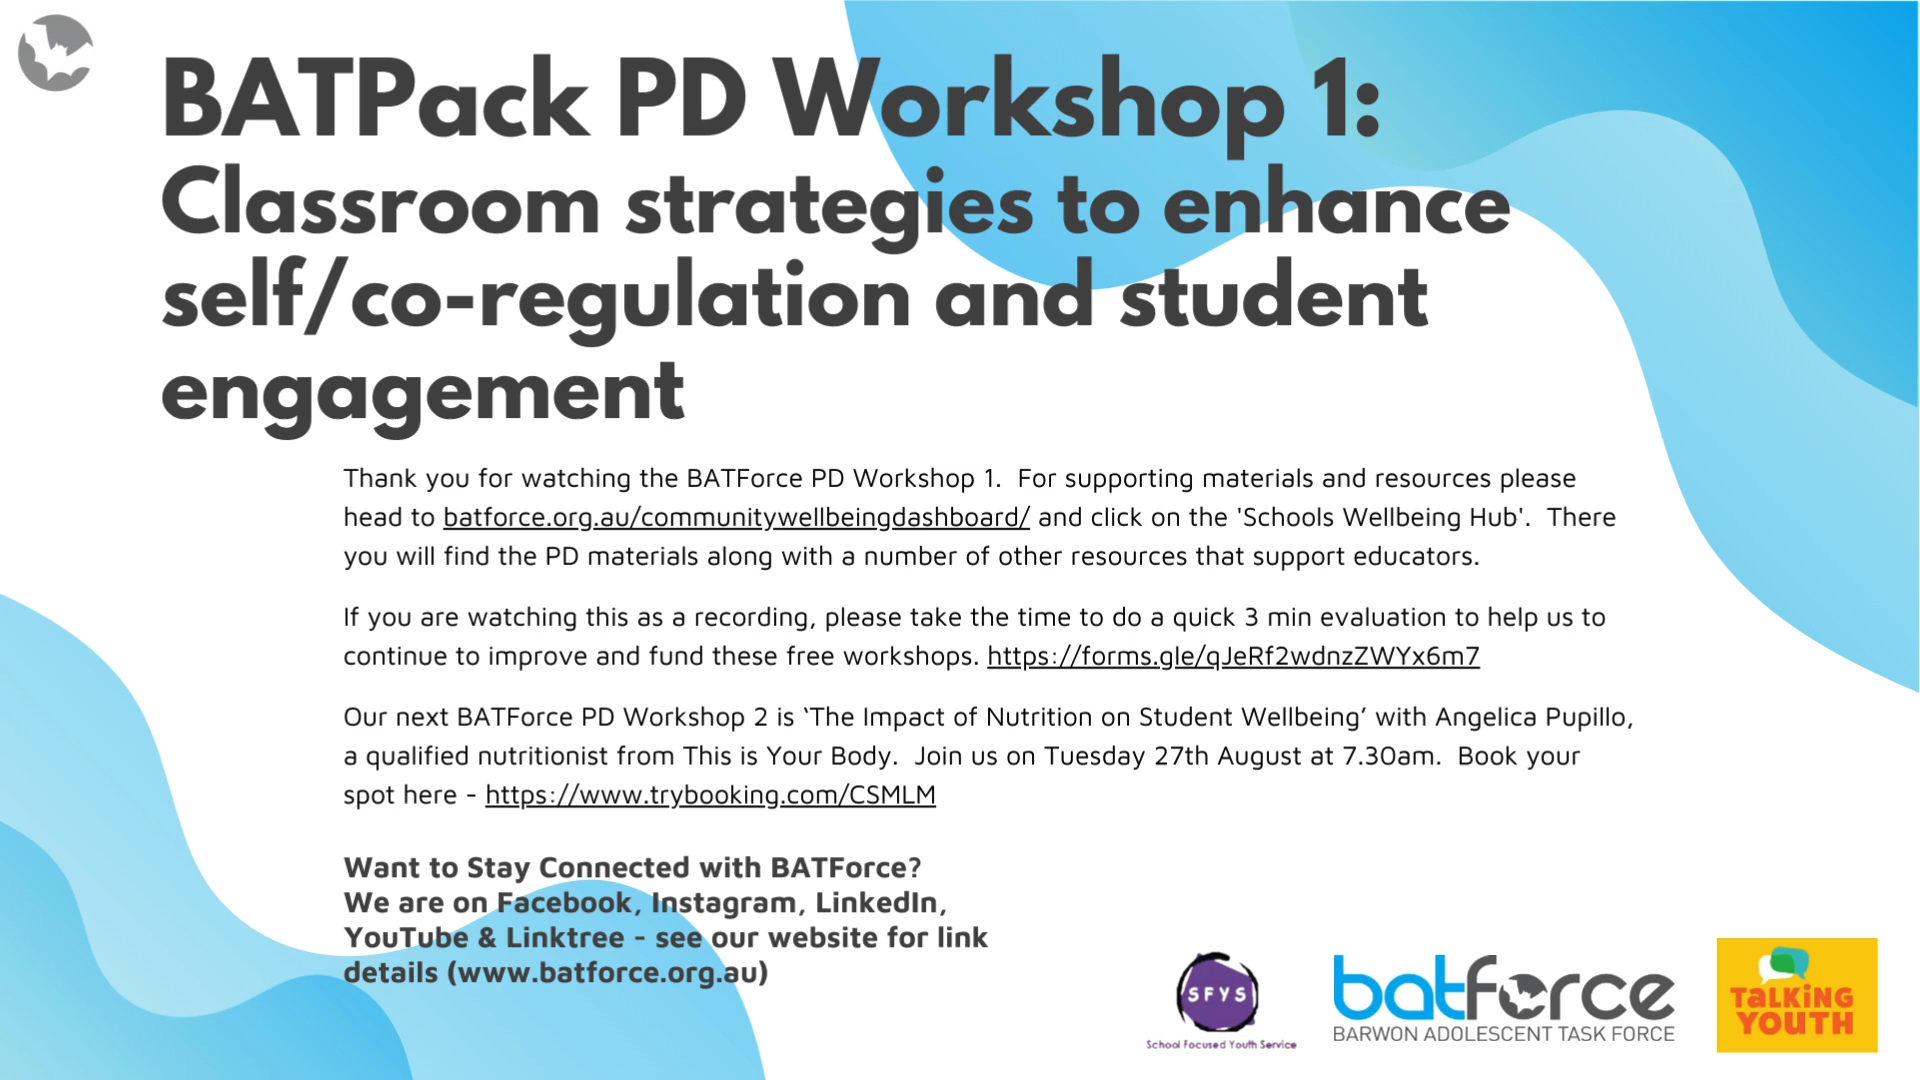 BATPack PD Workshop 1:
Classroom strategies to enhance
self/co-regulation and student
engagement
Thank you for watching the BATForce PD Workshop 1.  For supporting materials and resources please
head to batforce.org.au/communitywellbeingdashboard/ and click on the 'Schools Wellbeing Hub'.  There
you will find the PD materials along with a number of other resources that support educators.
If you are watching this as a recording, please take the time to do a quick 3 min evaluation to help us to
continue to improve and fund these free workshops. https://forms.gle/qJeRf2wdnzZWYx6m7
Our next BATForce PD Workshop 2 is ‘The Impact of Nutrition on Student Wellbeing’ with Angelica Pupillo,
a qualified nutritionist from This is Your Body.  Join us on Tuesday 27th August at 7.30am.  Book your
spot here - https://www.trybooking.com/CSMLM
Want to Stay Connected with BATForce?
We are on Facebook, Instagram, LinkedIn,
YouTube & Linktree - see our website for link
details (www.batforce.org.au)
SFYS
School Focused Youth Service
batforce
BARWON ADOLESCENT TASK FORCE
TaLKiNG
YOUTH